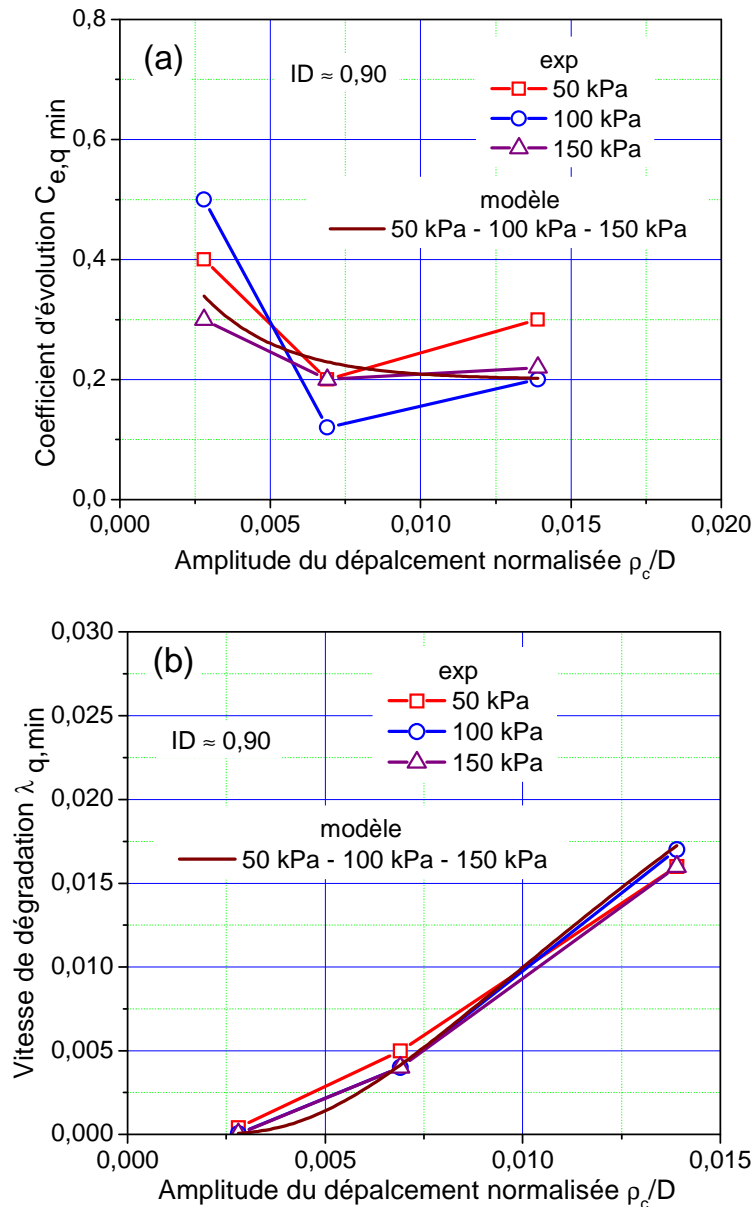 0,8
(a)
ID ≈ 0,90
exp
50 kPa
100 kPa
150 kPa
0,6
modèle
50 kPa - 100 kPa - 150 kPa
0,4
0,2
0,0
Coefficient d'évolution C e,q min
0,000 0,005 0,010 0,015 0,020
Amplitude du dépalcement normalisée ρc/D
0,030
(b)
exp
50 kPa
100 kPa
150 kPa
0,025
ID ≈ 0,90
0,020
modèle
50 kPa - 100 kPa - 150 kPa
0,015
0,010
0,005
0,000
Vitesse de dégradation λ q,min
0,000 0,005 0,010 0,015
Amplitude du dépalcement normalisée ρc/D